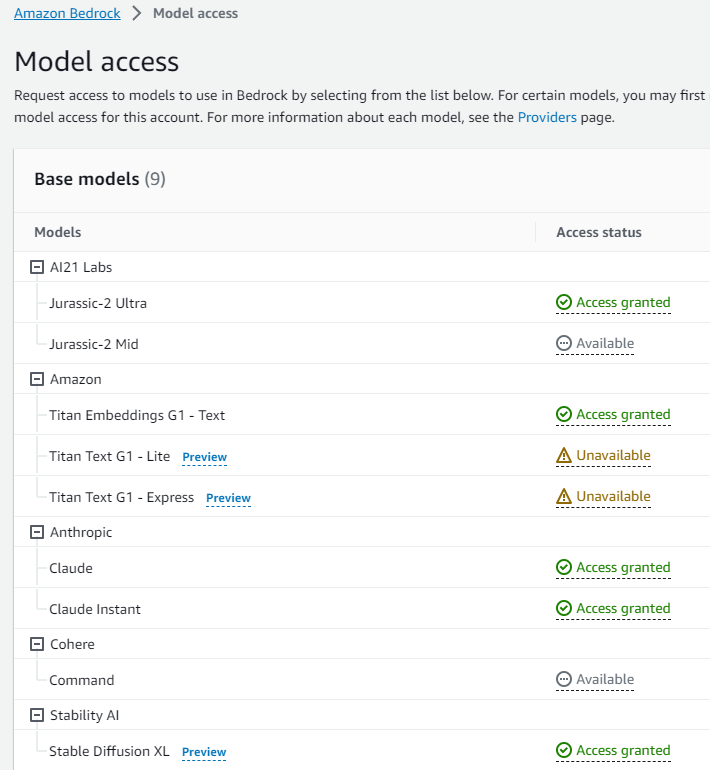 Amazon Bedrock > Model access
Model access
Request access to models to use in Bedrock by selecting from the list below. For certain models, you may first
model access for this account. For more information about each model, see the Providers page.
Base models (9)
Models Access status
AI21 Labs
Jurassic-2 Ultra Access granted
Jurassic-2 Mid Available
Amazon
Titan Embeddings G1 - Text Access granted
Titan Text G1 - Lite Preview Unavailable
Titan Text G1 - Express Preview Unavailable
Anthropic
Claude Access granted
Claude Instant Access granted
Cohere
Command Available
Stability AI
Stable Diffusion XL Preview Access granted